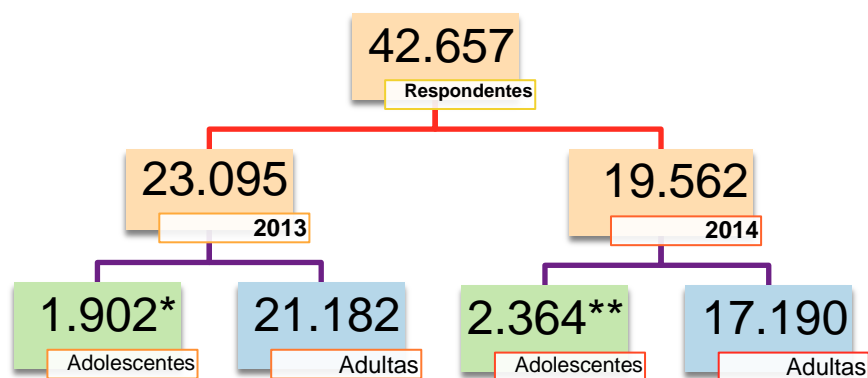 42.657
Respondentes
23.095
2013
19.562
2014
1.902*
Adolescentes
21.182
Adultas
2.364**
Adolescentes
17.190
Adultas